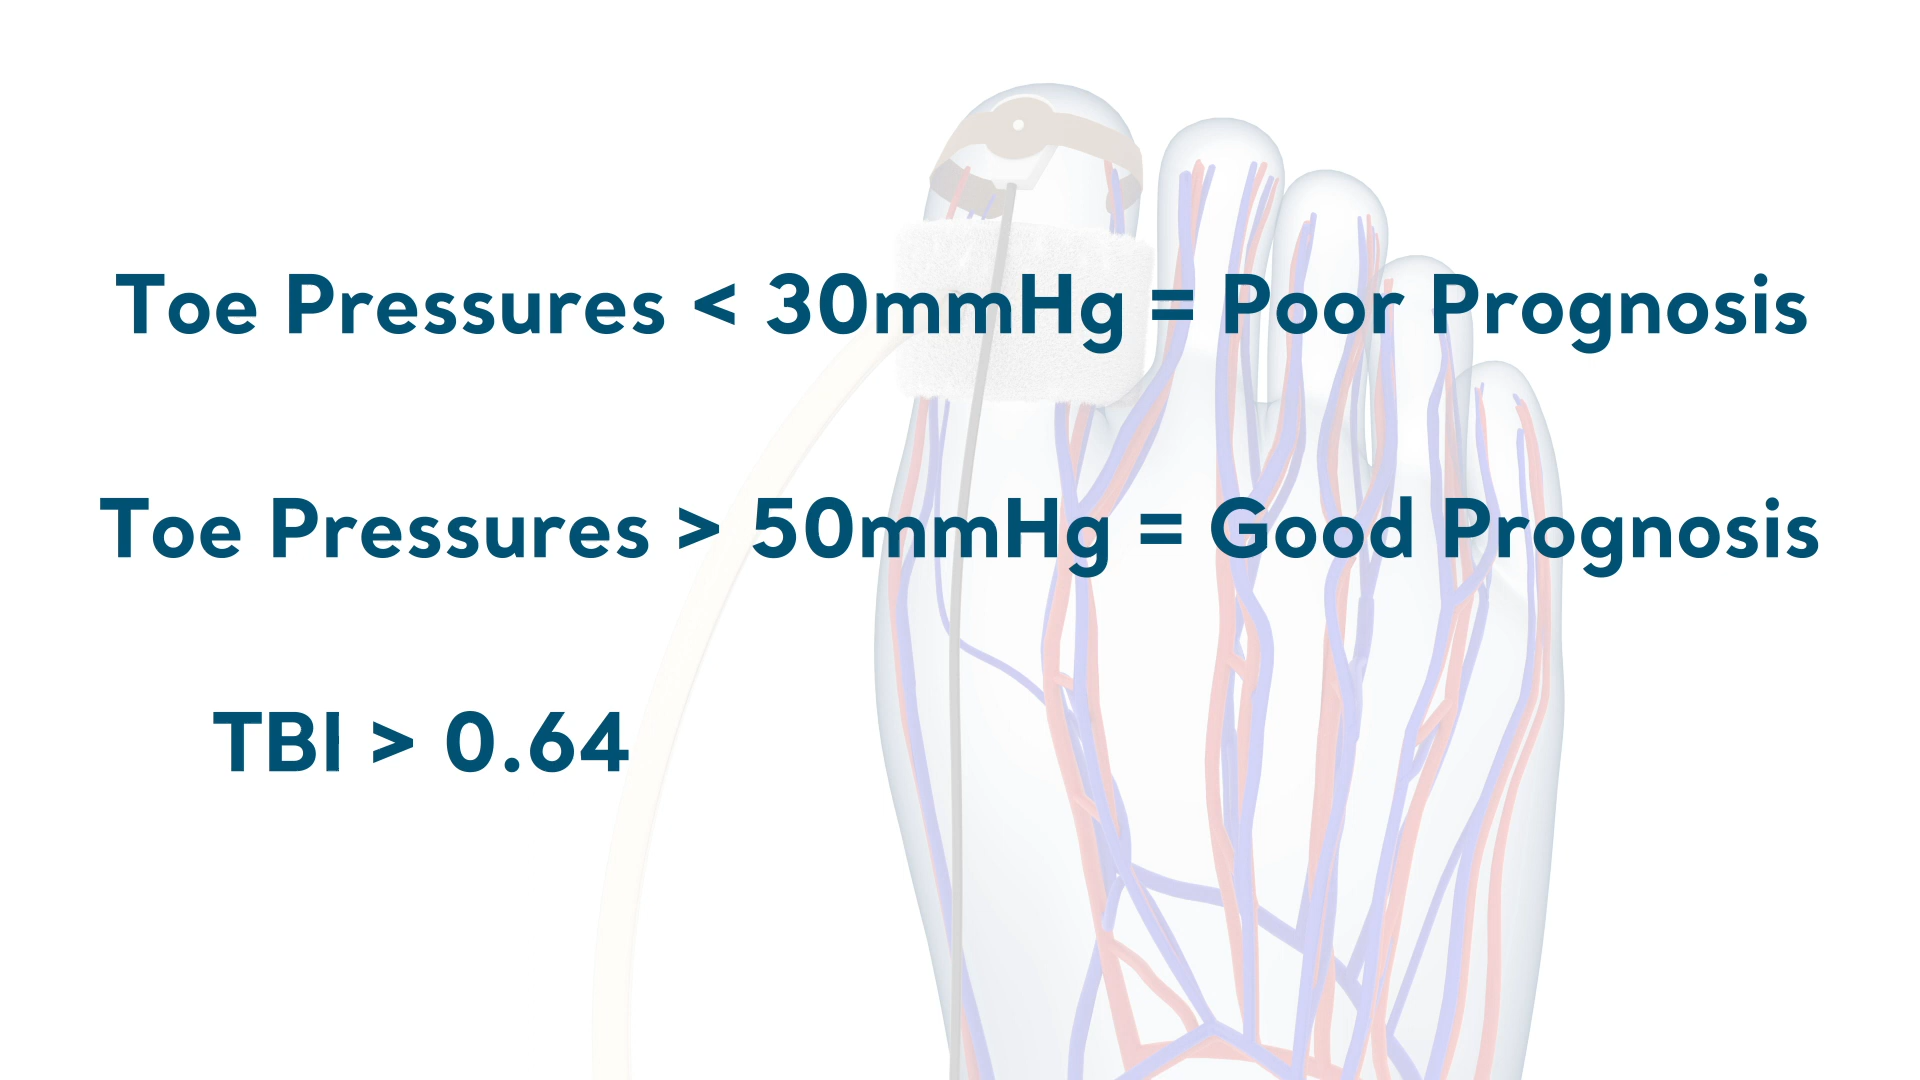 Toe Pressures < 30mmHg = Poor Prognosis
Toe Pressures > 50mmHg = Good Prognosis
TBI > 0.64